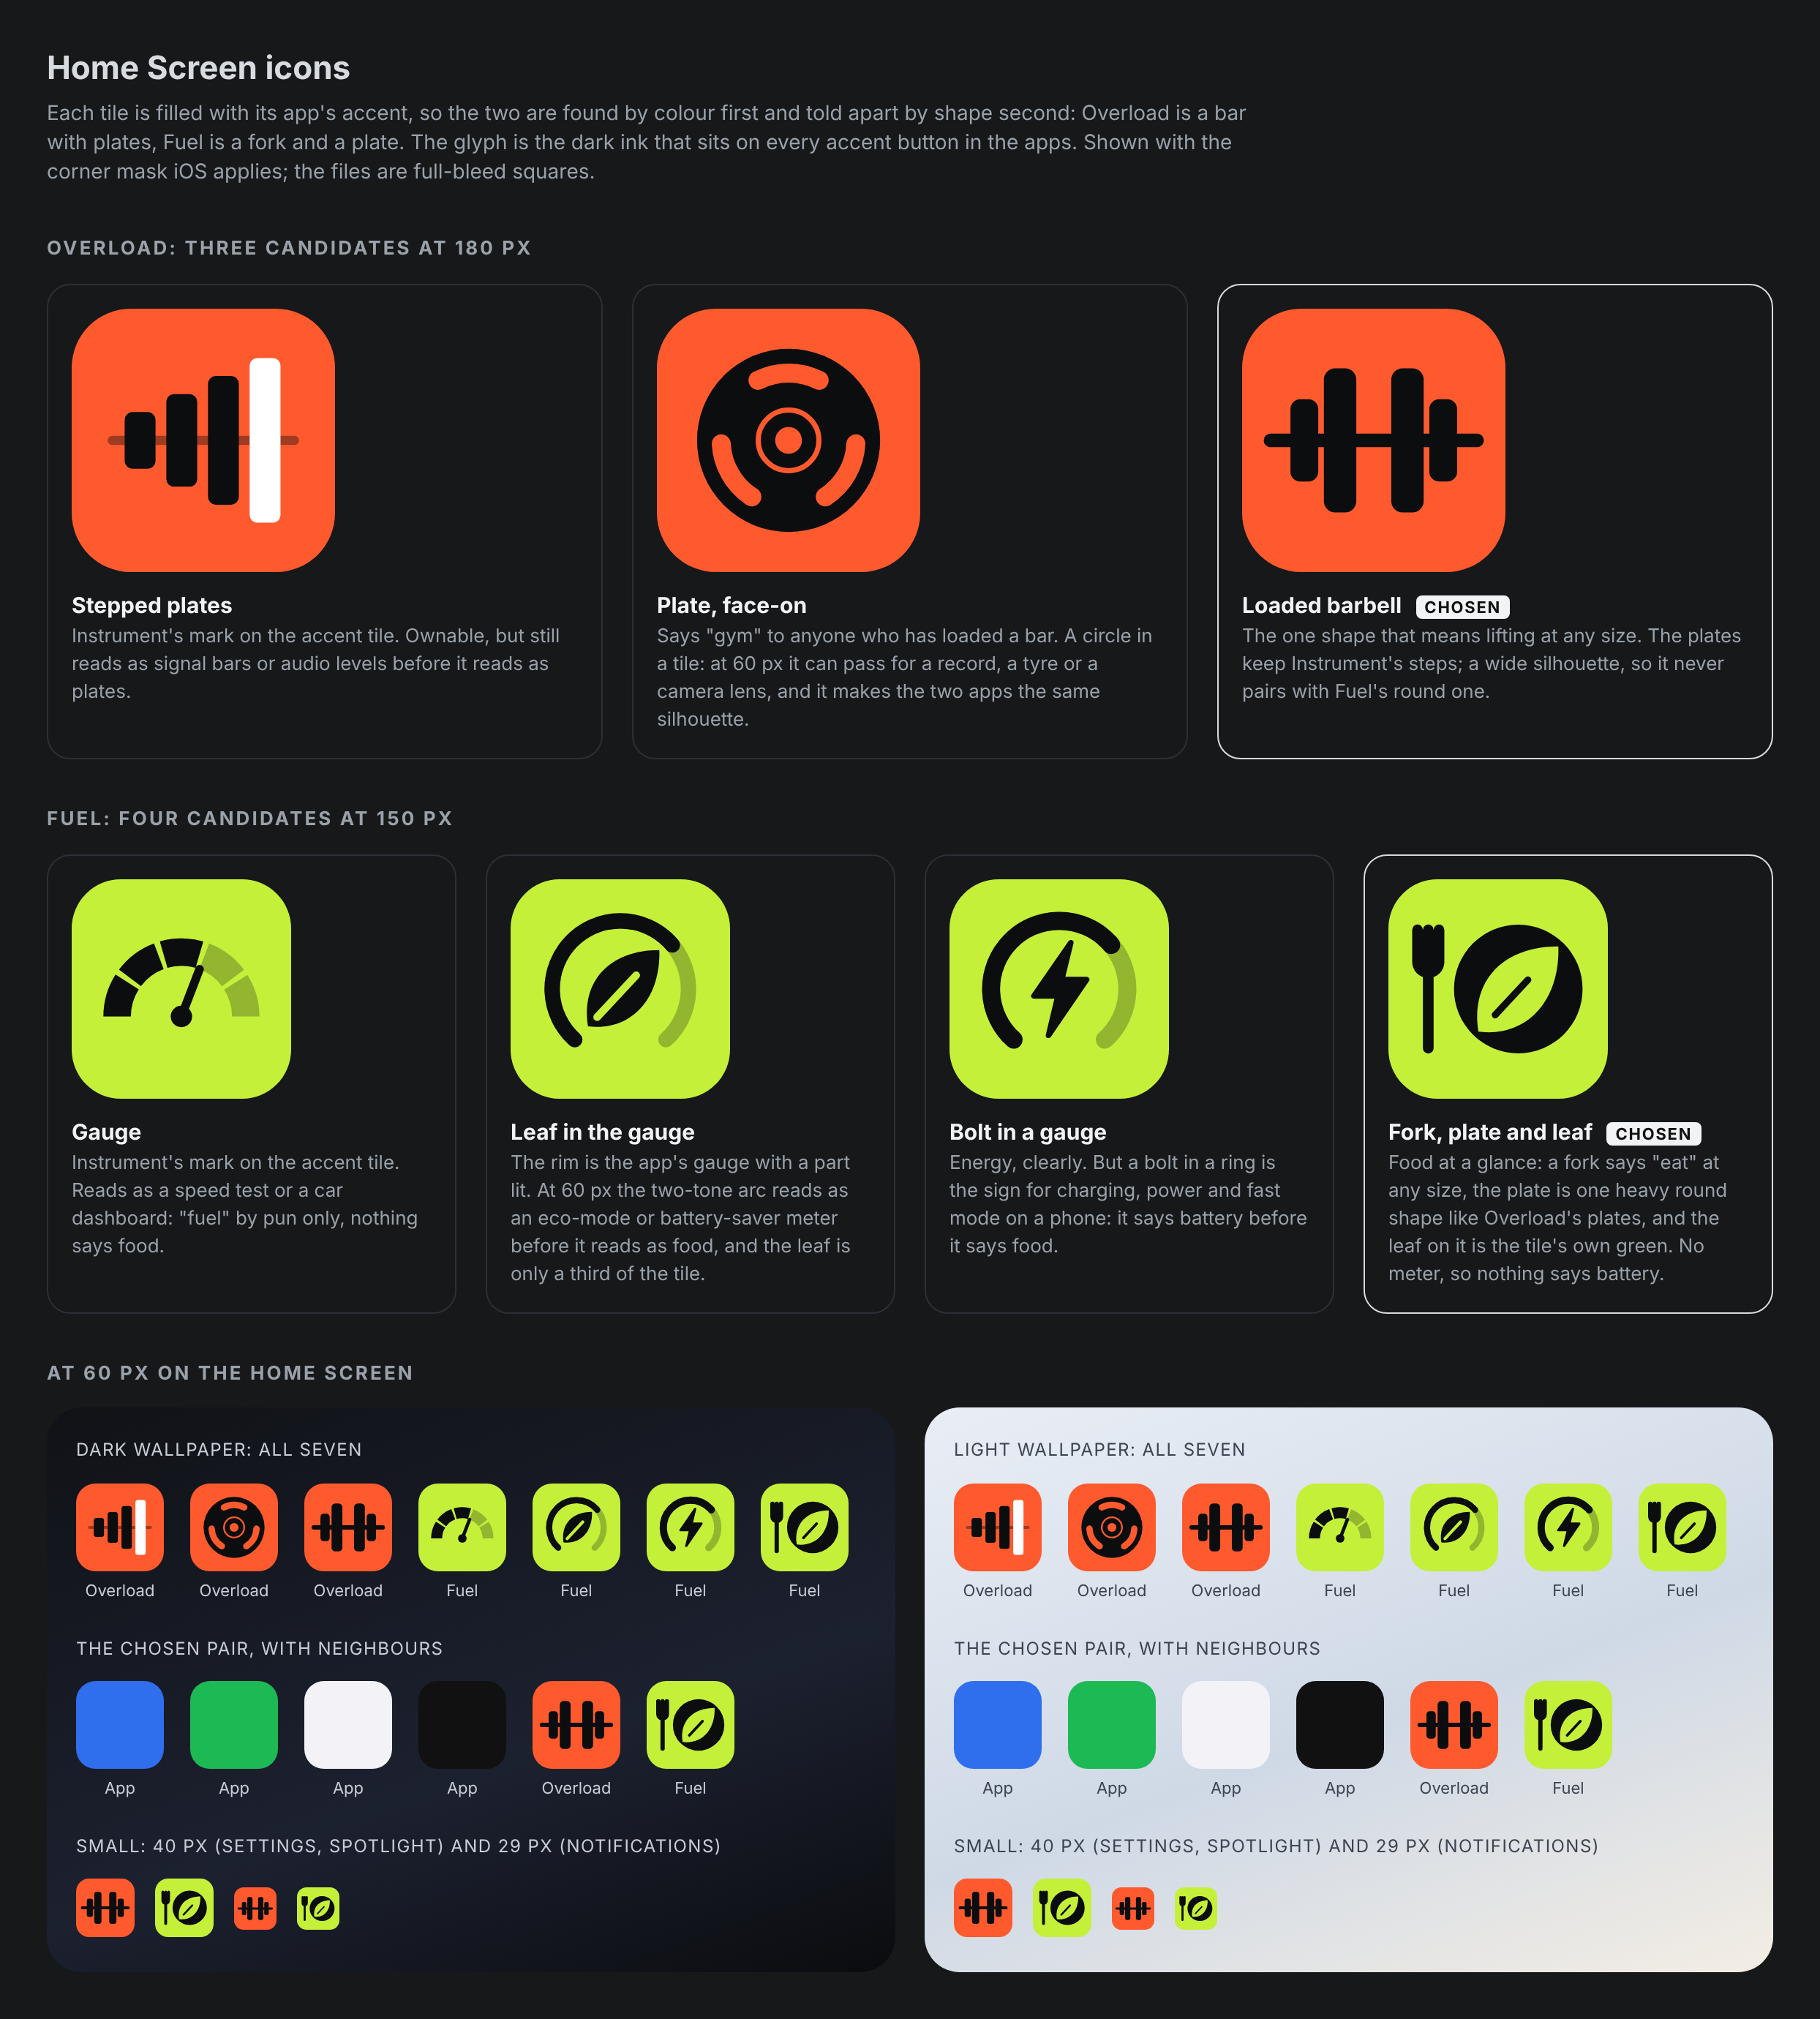 Home Screen icons
Each tile is filled with its app's accent, so the two are found by colour first and told apart by shape second: Overload is a bar
with plates, Fuel is a fork and a plate. The glyph is the dark ink that sits on every accent button in the apps. Shown with the
corner mask iOS applies; the files are full-bleed squares.
OVERLOAD: THREE CANDIDATES AT 180 PX
Stepped plates
Instrument's mark on the accent tile. Ownable, but still
reads as signal bars or audio levels before it reads as
plates.
Plate, face-on
Says "gym" to anyone who has loaded a bar. A circle in
a tile: at 60 px it can pass for a record, a tyre or a
camera lens, and it makes the two apps the same
silhouette.
Loaded barbell CHOSEN
The one shape that means lifting at any size. The plates
keep Instrument's steps; a wide silhouette, so it never
pairs with Fuel's round one.
FUEL: FOUR CANDIDATES AT 150 PX
Gauge
Instrument's mark on the accent tile.
Reads as a speed test or a car
dashboard: "fuel" by pun only, nothing
says food.
Leaf in the gauge
The rim is the app's gauge with a part
lit. At 60 px the two-tone arc reads as
an eco-mode or battery-saver meter
before it reads as food, and the leaf is
only a third of the tile.
Bolt in a gauge
Energy, clearly. But a bolt in a ring is
the sign for charging, power and fast
mode on a phone: it says battery before
it says food.
Fork, plate and leaf CHOSEN
Food at a glance: a fork says "eat" at
any size, the plate is one heavy round
shape like Overload's plates, and the
leaf on it is the tile's own green. No
meter, so nothing says battery.
AT 60 PX ON THE HOME SCREEN
DARK WALLPAPER: ALL SEVEN
Overload Overload Overload Fuel Fuel Fuel Fuel
THE CHOSEN PAIR, WITH NEIGHBOURS
App App App App Overload Fuel
SMALL: 40 PX (SETTINGS, SPOTLIGHT) AND 29 PX (NOTIFICATIONS)
LIGHT WALLPAPER: ALL SEVEN
Overload Overload Overload Fuel Fuel Fuel Fuel
THE CHOSEN PAIR, WITH NEIGHBOURS
App App App App Overload Fuel
SMALL: 40 PX (SETTINGS, SPOTLIGHT) AND 29 PX (NOTIFICATIONS)